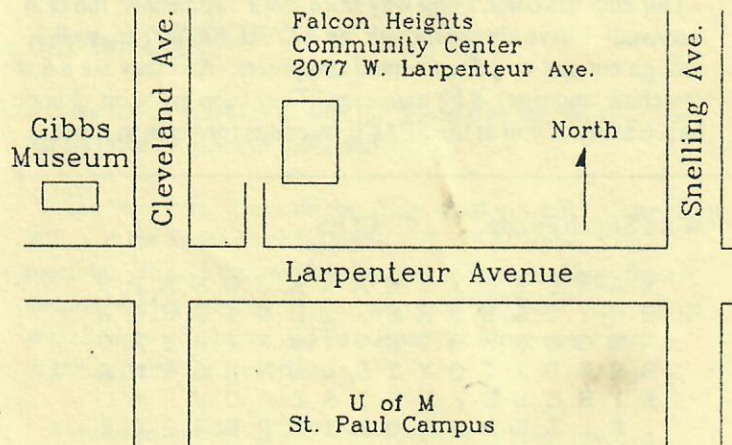 Falcon Heights
Community Center
2077 W. Larpenteur Ave.
Cleveland Ave.
Snelling Ave.
Gibbs
Museum
North
Larpenteur Avenue
U of M
St. Paul Campus